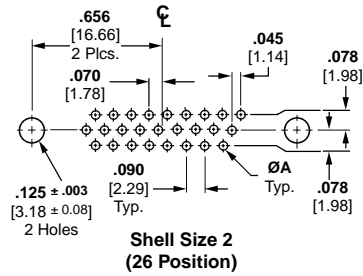 .656
[16.66]
2 Plcs.
℄
.045
[1.14]
.078
[1.98]
.070
[1.78]
.090
[2.29]
Typ.
ØA
Typ.
.125 ± .003
[3.18 ± 0.08]
2 Holes
.078
[1.98]
Shell Size 2
(26 Position)